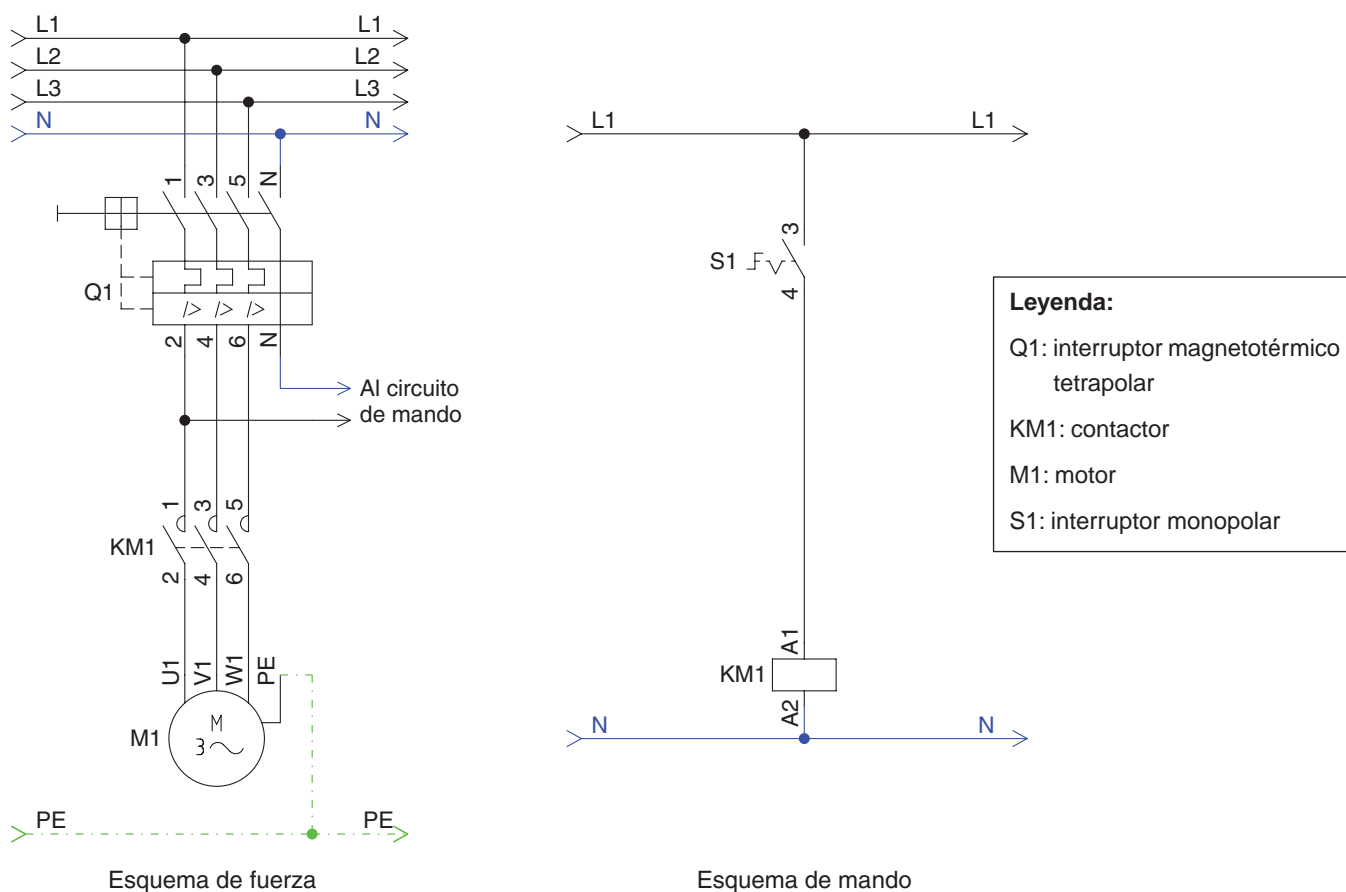 L1 L1
L2 L2
L3 L3
N N
L1 L1
1 3 5 N
3
S1
4
Q1
I> I> I>
2 4 6 N
Al circuito
de mando
Leyenda:
Q1: interruptor magnetotérmico
tetrapolar
KM1: contactor
M1: motor
S1: interruptor monopolar
1 3 5
KM1
2 4 6
U1 V1 W1 PE
M1
M
3
A1
KM1
A2
N N
PE PE
Esquema de fuerza
Esquema de mando